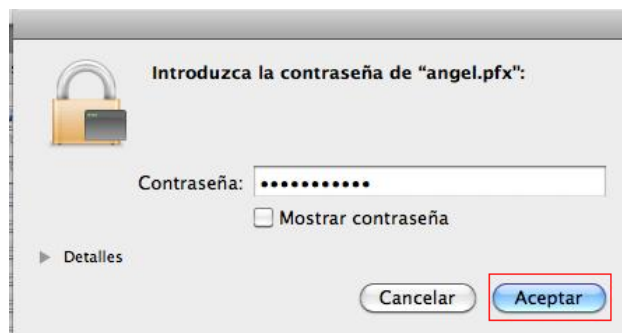 Introduzca la contraseña de “angel.pfx":
Contraseña: •••••••••••
Mostrar contraseña
Detalles
Cancelar Aceptar